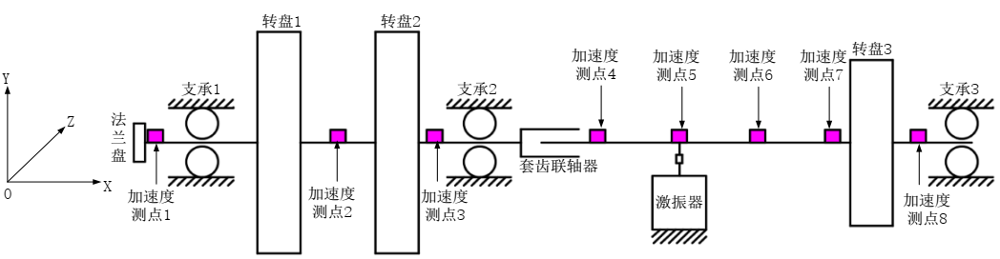 转盘1
转盘2
加速度
测点4
加速度
测点5
加速度
测点6
加速度
测点7
转盘3
Y
支承1
支承2
支承3
法
兰
盘
Z
O
X
套齿联轴器
加速度
测点1
加速度
测点2
加速度
测点3
激振器
加速度
测点8